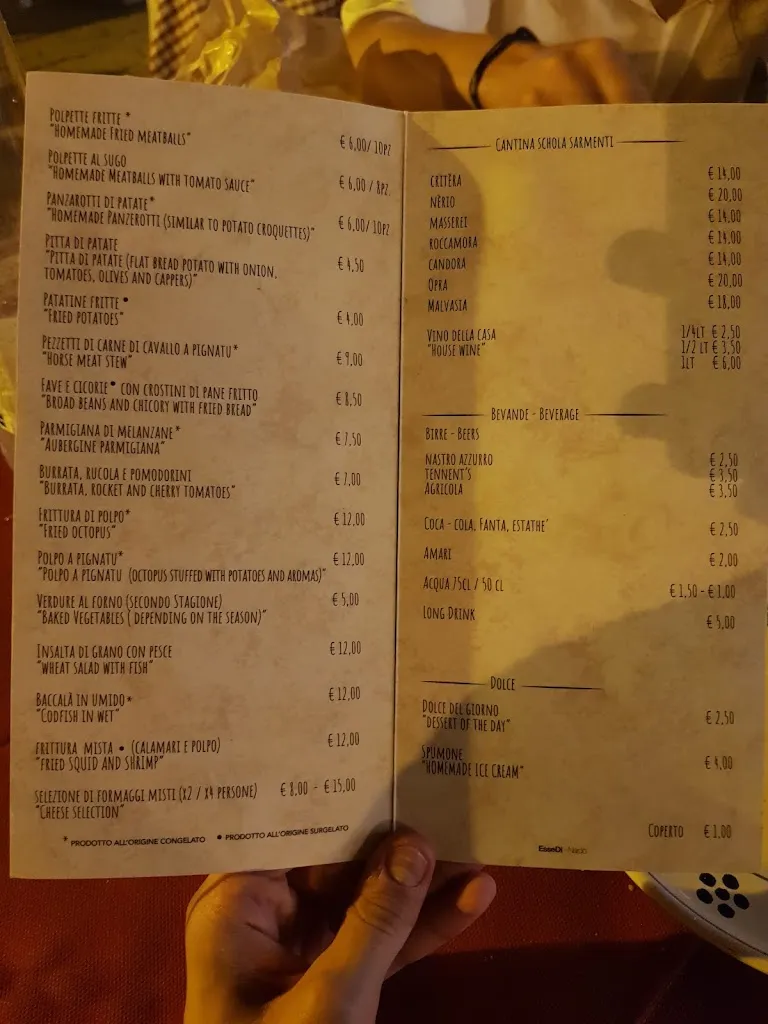 POLPETTE FRITTE * € 6,00/ 10PZ
"HOMEMADE FRIED MEATBALLS"
POLPETTE AL SUGO € 6,00 / 8PZ.
"HOMEMADE MEATBALLS WITH TOMATO SAUCE"
PANZAROTTI DI PATATE* € 6,00/10PZ
"HOMEMADE PANZEROTTI (SIMILAR TO POTATO CROQUETTES)"
PITTA DI PATATE € 4,50
"PITTA DI PATATE (FLAT BREAD POTATO WITH ONION,
TOMATOES, OLIVES AND CAPPERS)"
PATATINE FRITTE • € 4,00
"FRIED POTATOES"
PEZZETTI DI CARNE DI CAVALLO A PIGNATU* € 9,00
"HORSE MEAT STEW"
FAVE E CICORIE• CON CROSTINI DI PANE FRITTO € 8,50
"BROAD BEANS AND CHICORY WITH FRIED BREAD"
PARMIGIANA DI MELANZANE* € 7,50
"AUBERGINE PARMIGIANA"
BURRATA, RUCOLA E POMODORINI € 7,00
"BURRATA, ROCKET AND CHERRY TOMATOES"
FRITTURA DI POLPO* € 12,00
"FRIED OCTOPUS"
POLPO A PIGNATU* € 12,00
"POLPO A PIGNATU (OCTOPUS STUFFED WITH POTATOES AND AROMAS)"
VERDURE AL FORNO (SECONDO STAGIONE) € 5,00
"BAKED VEGETABLES ( DEPENDING ON THE SEASON)"
INSALTA DI GRANO CON PESCE € 12,00
"WHEAT SALAD WITH FISH"
BACCALÀ IN UMIDO* € 12,00
"CODFISH IN WET"
FRITTURA MISTA • (CALAMARI E POLPO) € 12,00
"FRIED SQUID AND SHRIMP"
SELEZIONE DI FORMAGGI MISTI (X2 / X4 PERSONE) € 8,00 - € 15,00
"CHEESE SELECTION"
* PRODOTTO ALL'ORIGINE CONGELATO • PRODOTTO ALL'ORIGINE SURGELATO
CANTINA SCHOLA SARMENTI
CRITÈRA € 14,00
NÈRIO € 20,00
MASSEREI € 14,00
ROCCAMORA € 14,00
CANDORA € 14,00
OPRA € 20,00
MALVASIA € 18,00
VINO DELLA CASA 1/4LT € 2,50
"HOUSE WINE" 1/2 LT € 3,50
1LT € 6,00
BEVANDE - BEVERAGE
BIRRE - BEERS
NASTRO AZZURRO € 2,50
TENNENT'S € 3,50
AGRICOLA € 3,50
COCA - COLA, FANTA, ESTATHE' € 2,50
AMARI € 2,00
ACQUA 75CL / 50 CL € 1,50 - € 1,00
LONG DRINK € 5,00
DOLCE
DOLCE DEL GIORNO € 2,50
"DESSERT OF THE DAY"
SPUMONE € 4,00
"HOMEMADE ICE CREAM"
COPERTO € 1,00